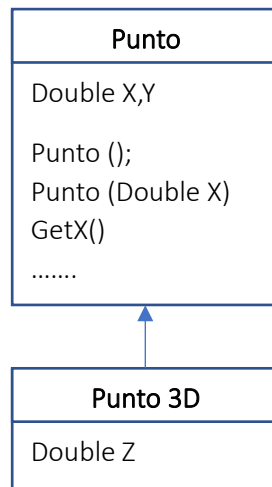 Punto
Double X,Y
Punto ();
Punto (Double X)
GetX()
.......
Punto 3D
Double Z